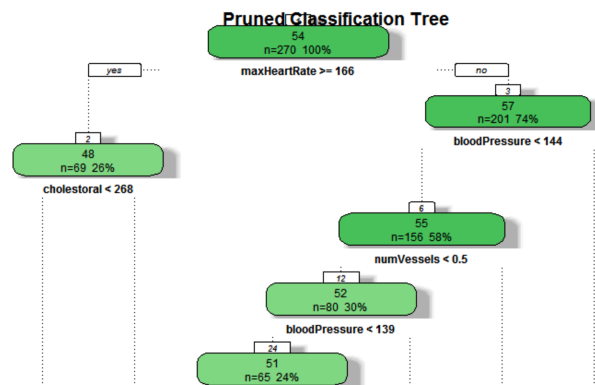 Pruned Classification Tree
54
n=270 100%
yes
maxHeartRate >= 166
no
3
57
n=201 74%
bloodPressure < 144
2
48
n=69 26%
cholestoral < 268
6
55
n=156 58%
numVessels < 0.5
12
52
n=80 30%
bloodPressure < 139
24
51
n=65 24%